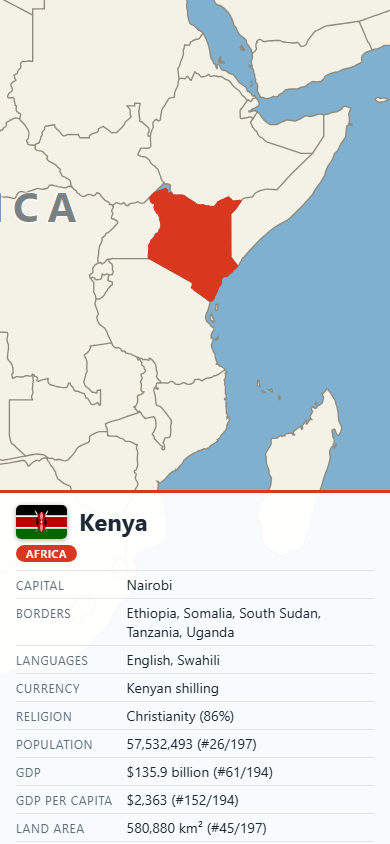 ICA
Kenya
AFRICA
CAPITAL Nairobi
BORDERS Ethiopia, Somalia, South Sudan,
Tanzania, Uganda
LANGUAGES English, Swahili
CURRENCY Kenyan shilling
RELIGION Christianity (86%)
POPULATION 57,532,493 (#26/197)
GDP $135.9 billion (#61/194)
GDP PER CAPITA $2,363 (#152/194)
LAND AREA 580,880 km² (#45/197)